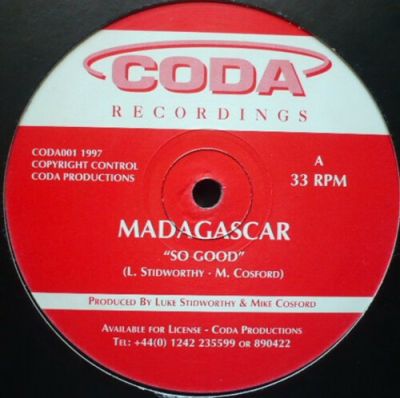 CODA
RECORDINGS
CODA001 1997
COPYRIGHT CONTROL
CODA PRODUCTIONS
A
33 RPM
MADAGASCAR
"SO GOOD"
(L. STIDWORTHY - M. COSFORD)
PRODUCED BY LUKE STIDWORTHY & MIKE COSFORD
AVAILABLE FOR LICENSE - CODA PRODUCTIONS
TEL: +44(0) 1242 235599 OR 890422